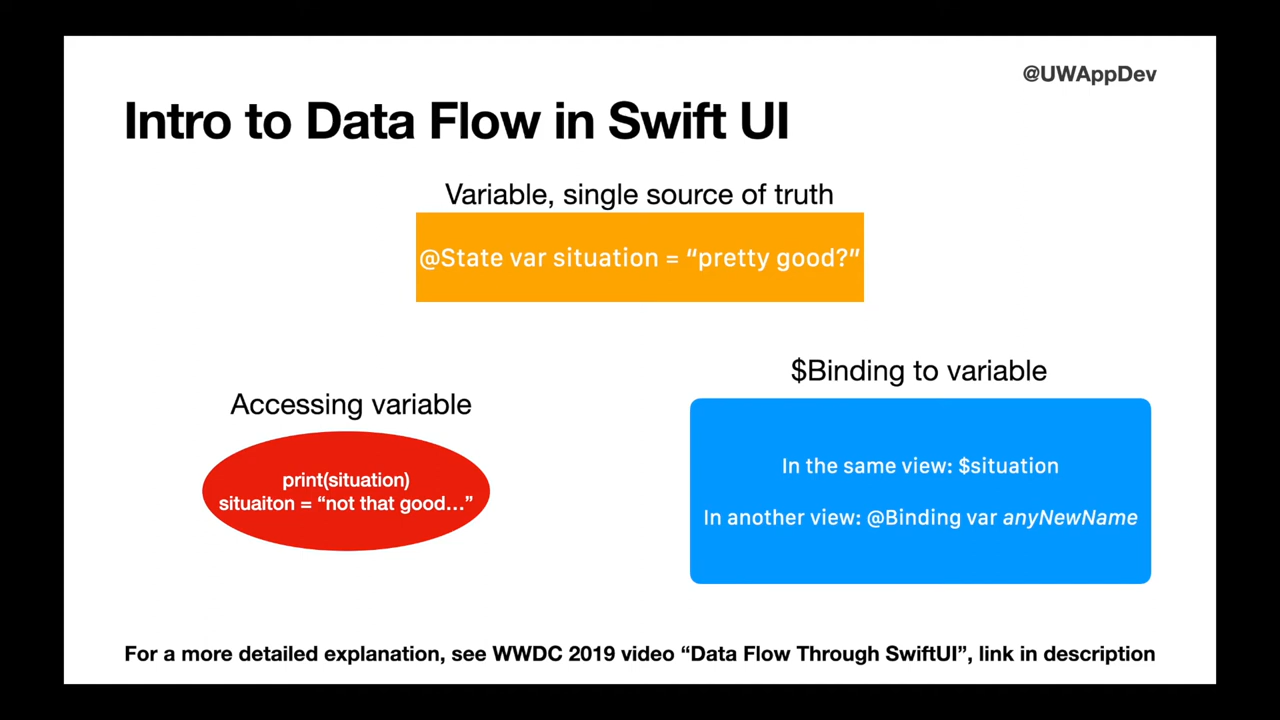 @UWAppDev
Intro to Data Flow in Swift UI
Variable, single source of truth
@State var situation = “pretty good?”
Accessing variable
print(situation)
situaiton = “not that good…”
$Binding to variable
In the same view: $situation
In another view: @Binding var anyNewName
For a more detailed explanation, see WWDC 2019 video “Data Flow Through SwiftUI”, link in description